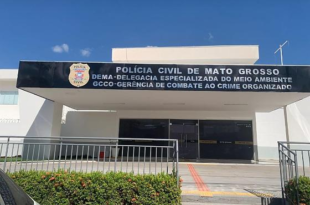 POLÍCIA CIVIL DE MATO GROSSO
DEMA-DELEGACIA ESPECIALIZADA DO MEIO AMBIENTE
GCCO-GERÊNCIA DE COMBATE AO CRIME ORGANIZADO